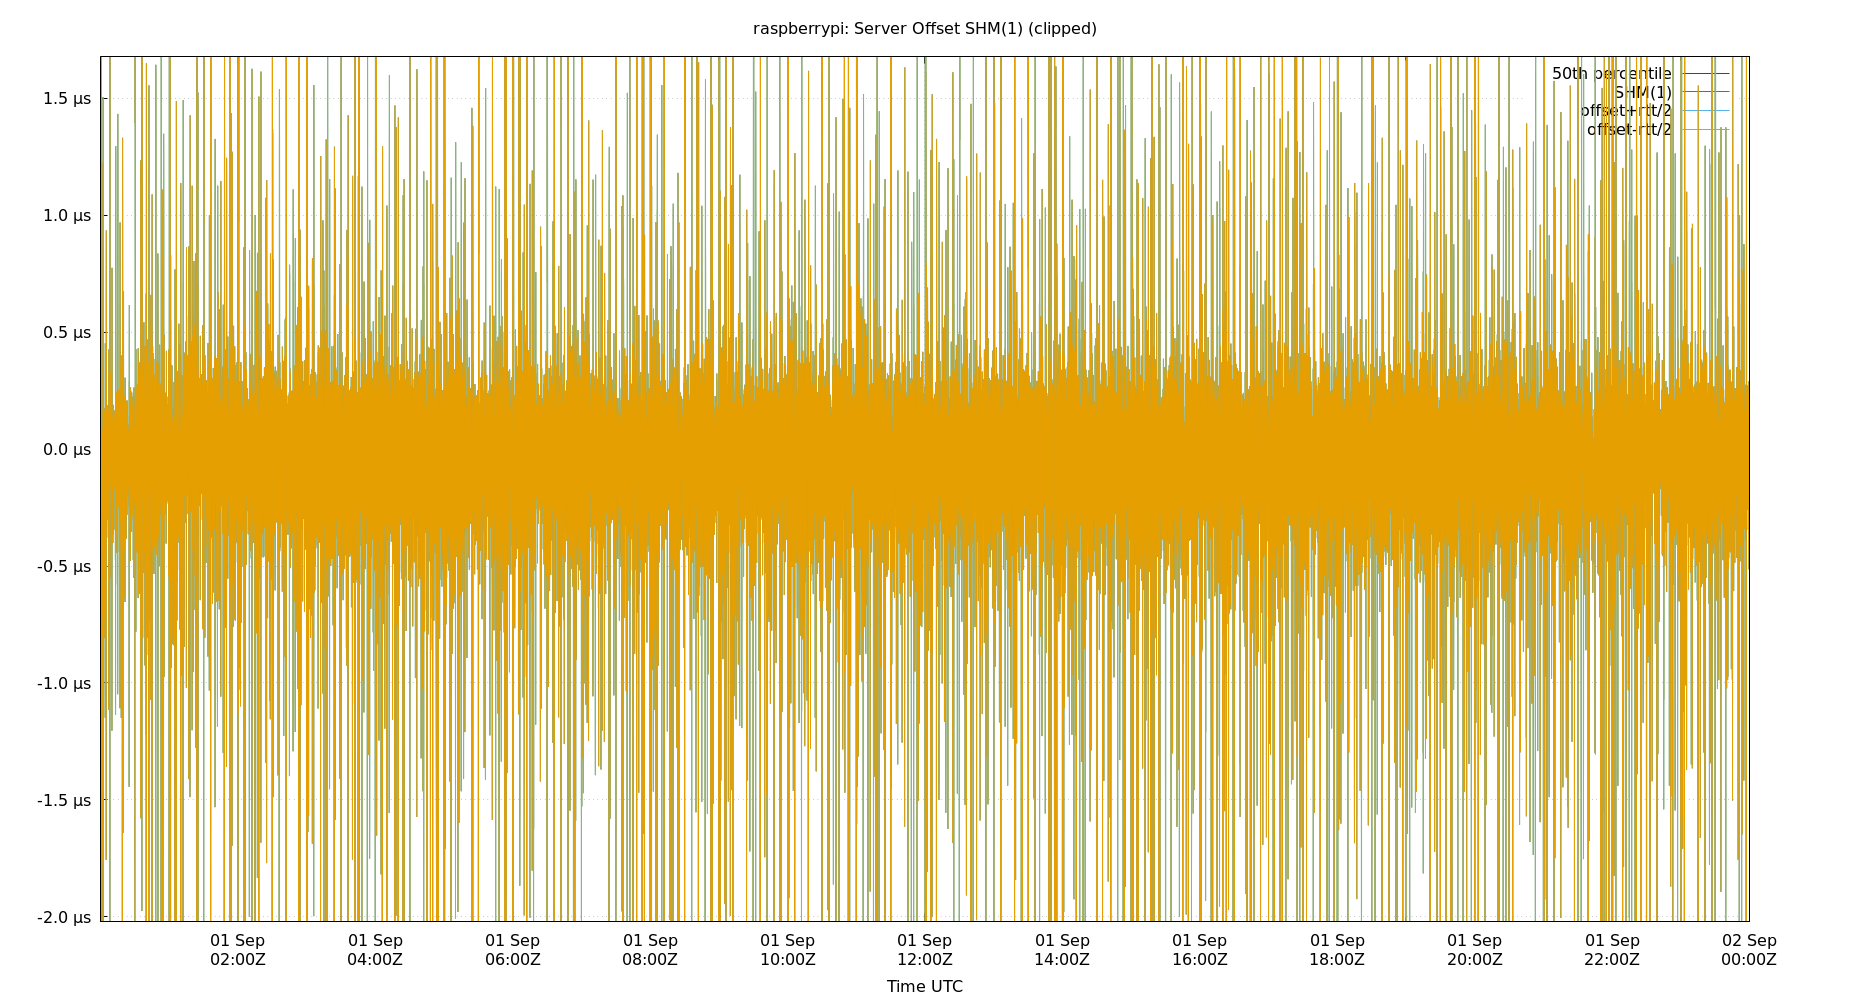 raspberrypi: Server Offset SHM(1) (clipped)
50th percentile
SHM(1)
offset+rtt/2
offset-rtt/2
1.5 µs
1.0 µs
0.5 µs
0.0 µs
-0.5 µs
-1.0 µs
-1.5 µs
-2.0 µs
01 Sep 01 Sep 01 Sep 01 Sep 01 Sep 01 Sep 01 Sep 01 Sep 01 Sep 01 Sep 01 Sep 02 Sep
02:00Z 04:00Z 06:00Z 08:00Z 10:00Z 12:00Z 14:00Z 16:00Z 18:00Z 20:00Z 22:00Z 00:00Z
Time UTC